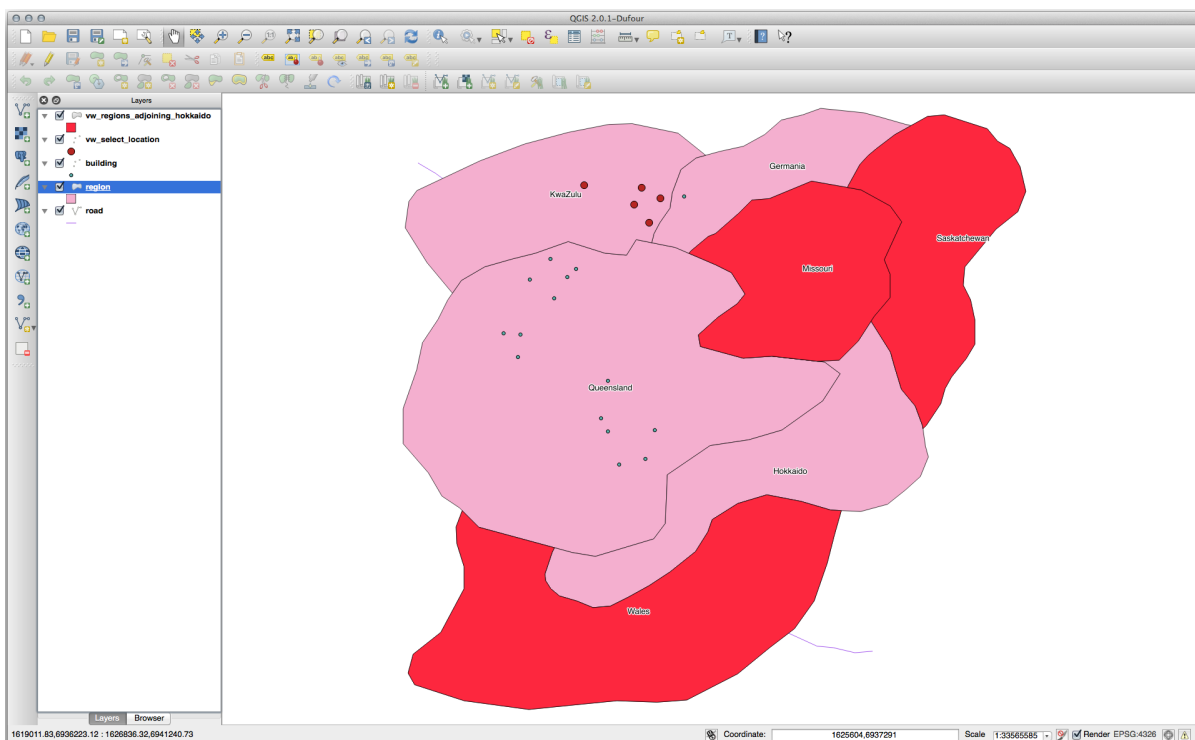 QGIS 2.0.1-Dufour
Layers
vw_regions_adjoining_hokkaido
vw_select_location
building
region
road
KwaZulu
Germania
Saskatchewan
Missouri
Queensland
Hokkaido
Wales
Layers Browser
1619011.83,6936223.12 : 1626836.32,6941240.73 Coordinate: 1625604,6937291 Scale 1:33565585 Render EPSG:4326